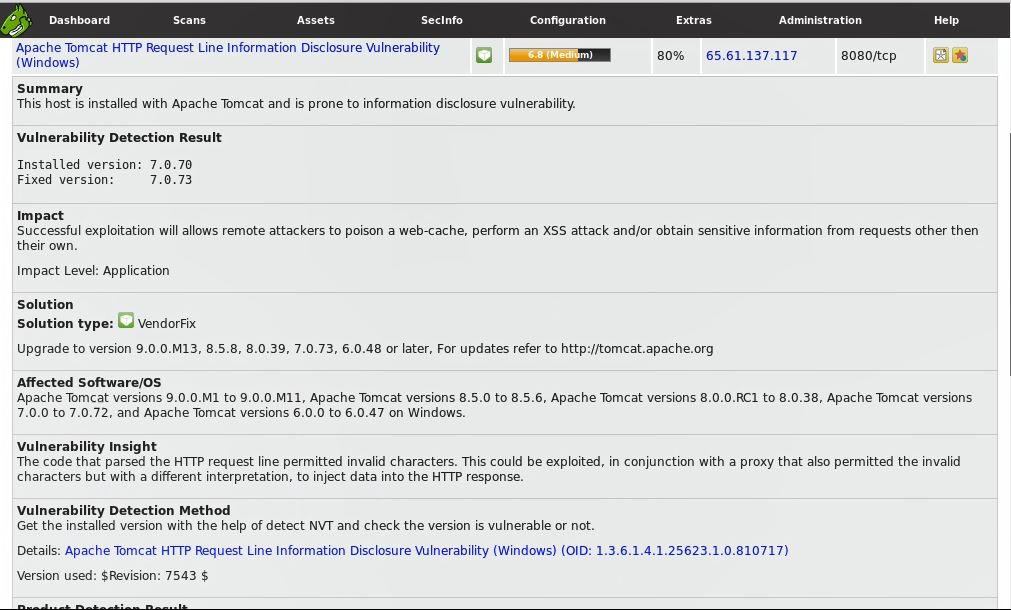 Dashboard Scans Assets SecInfo Configuration Extras Administration Help
Apache Tomcat HTTP Request Line Information Disclosure Vulnerability
(Windows)
6.8 (Medium)
80%
65.61.137.117
8080/tcp
Summary
This host is installed with Apache Tomcat and is prone to information disclosure vulnerability.
Vulnerability Detection Result
Installed version: 7.0.70
Fixed version: 7.0.73
Impact
Successful exploitation will allows remote attackers to poison a web-cache, perform an XSS attack and/or obtain sensitive information from requests other then
their own.
Impact Level: Application
Solution
Solution type: VendorFix
Upgrade to version 9.0.0.M13, 8.5.8, 8.0.39, 7.0.73, 6.0.48 or later, For updates refer to http://tomcat.apache.org
Affected Software/OS
Apache Tomcat versions 9.0.0.M1 to 9.0.0.M11, Apache Tomcat versions 8.5.0 to 8.5.6, Apache Tomcat versions 8.0.0.RC1 to 8.0.38, Apache Tomcat versions
7.0.0 to 7.0.72, and Apache Tomcat versions 6.0.0 to 6.0.47 on Windows.
Vulnerability Insight
The code that parsed the HTTP request line permitted invalid characters. This could be exploited, in conjunction with a proxy that also permitted the invalid
characters but with a different interpretation, to inject data into the HTTP response.
Vulnerability Detection Method
Get the installed version with the help of detect NVT and check the version is vulnerable or not.
Details: Apache Tomcat HTTP Request Line Information Disclosure Vulnerability (Windows) (OID: 1.3.6.1.4.1.25623.1.0.810717)
Version used: $Revision: 7543 $
Product Detection Result